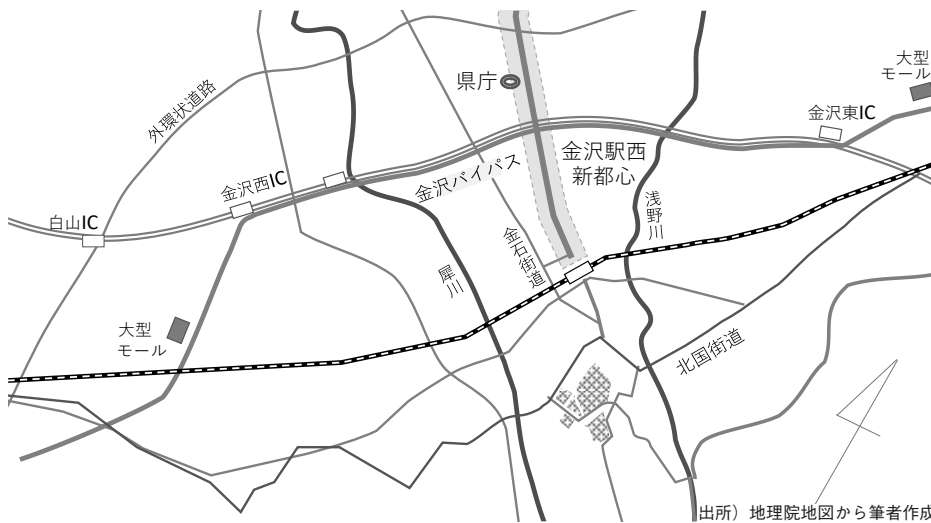 県庁
大型
モール
金沢東IC
外環状道路
金沢駅西
新都心
金沢バイパス
金沢西IC
浅野川
白山IC
金石街道
犀川
大型
モール
北国街道
出所）地理院地図から筆者作成